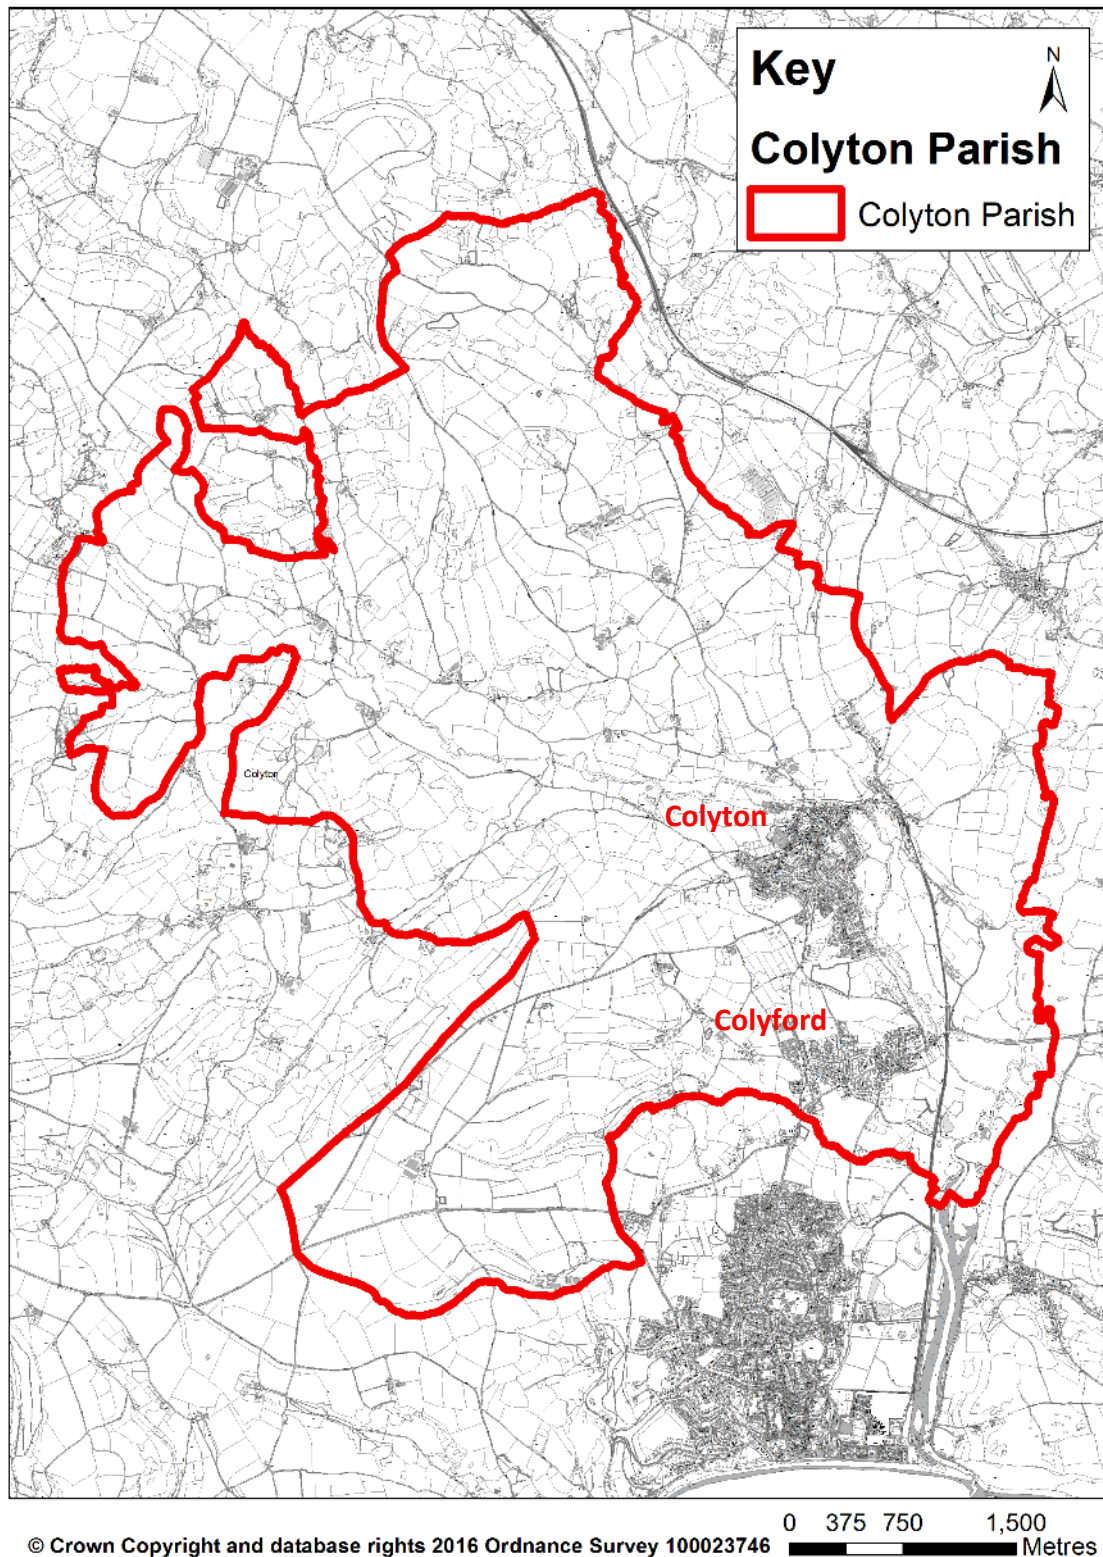 Key
N
Colyton Parish
Colyton Parish
Colyton
Colyton
Colyford
0 375 750 1,500
Metres
© Crown Copyright and database rights 2016 Ordnance Survey 100023746